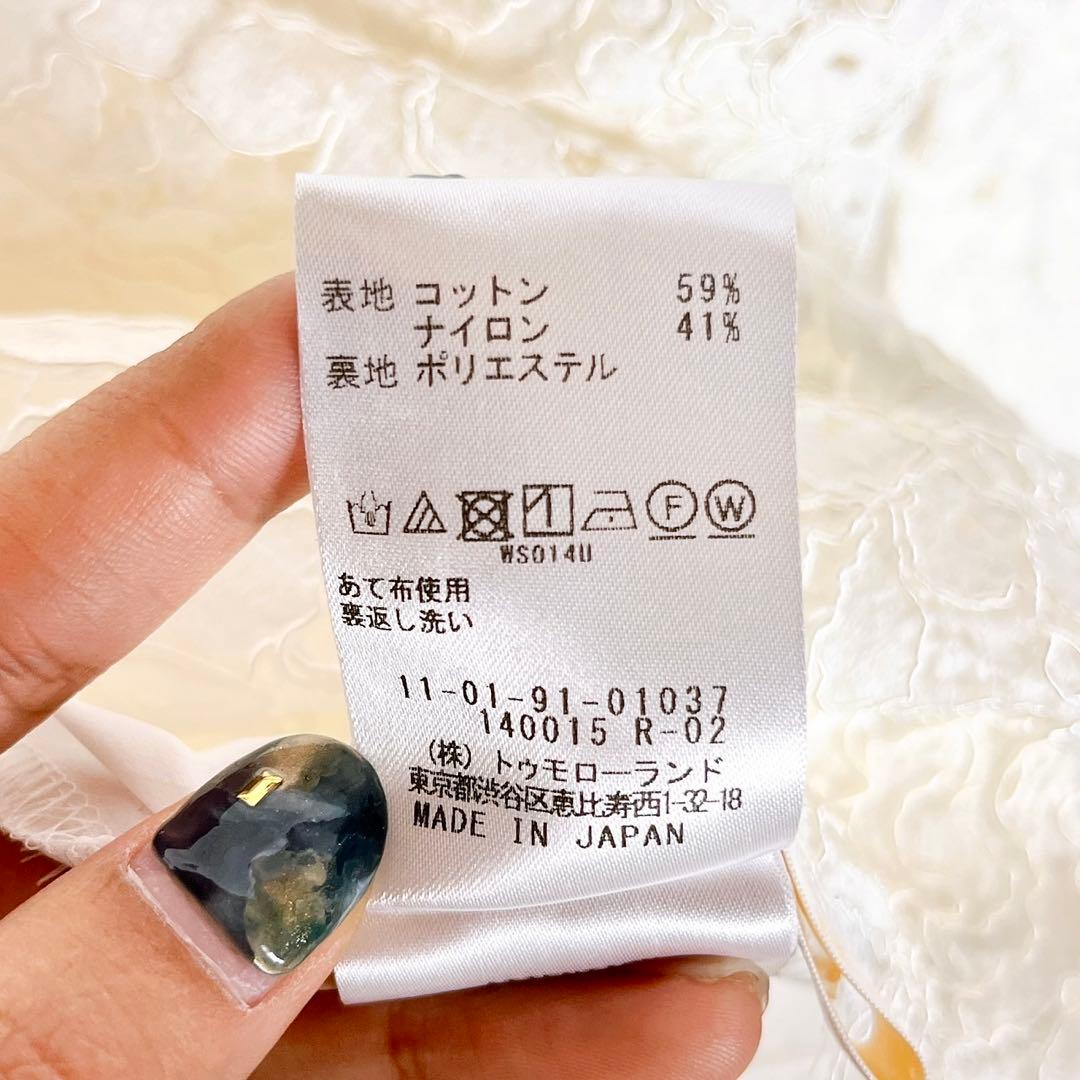 表地 コットン 59%
ナイロン 41%
裏地 ポリエステル
F W
WS014U
あて布使用
裏返し洗い
11-01-91-01037
140015 R-02
(株) トゥモローランド
東京都渋谷区恵比寿西1-32-18
MADE IN JAPAN